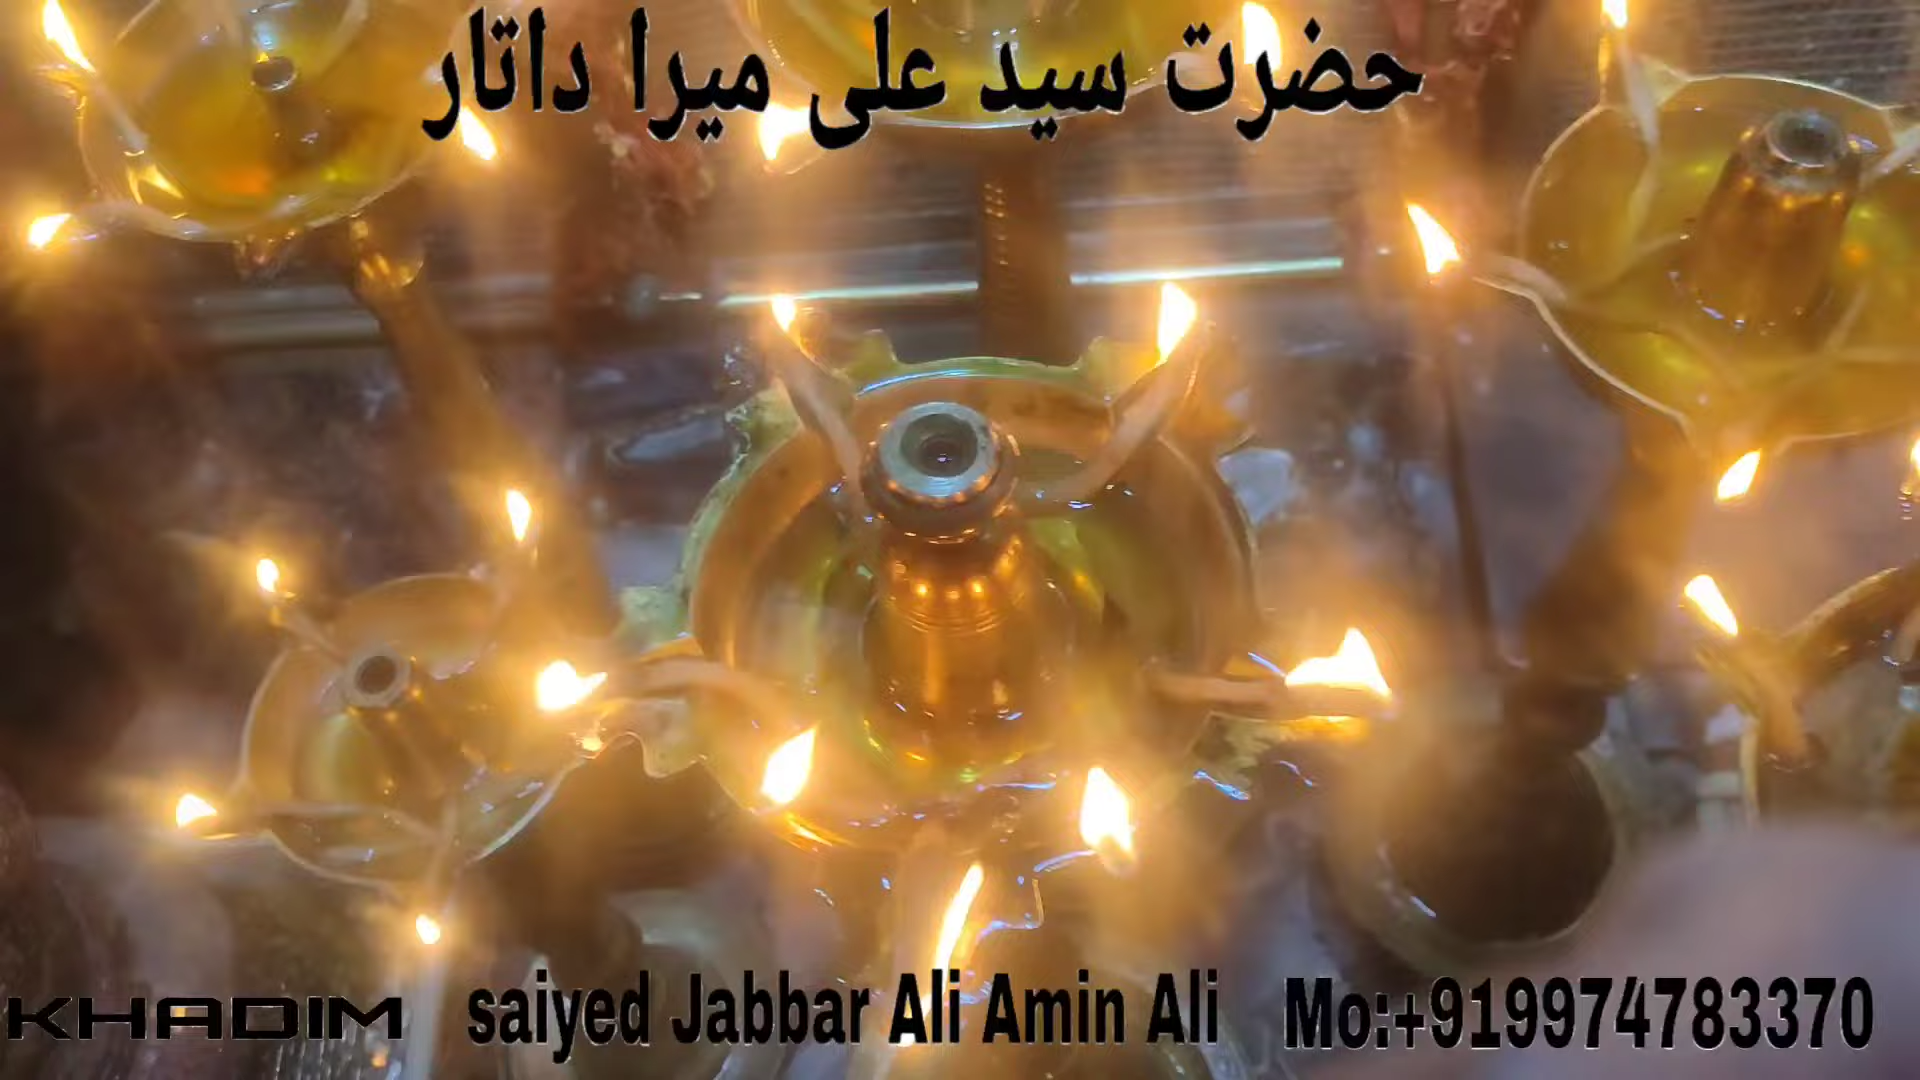 حضرت سید علی میرا داتار
KHADIM saiyed Jabbar Ali Amin Ali Mo:+919974783370